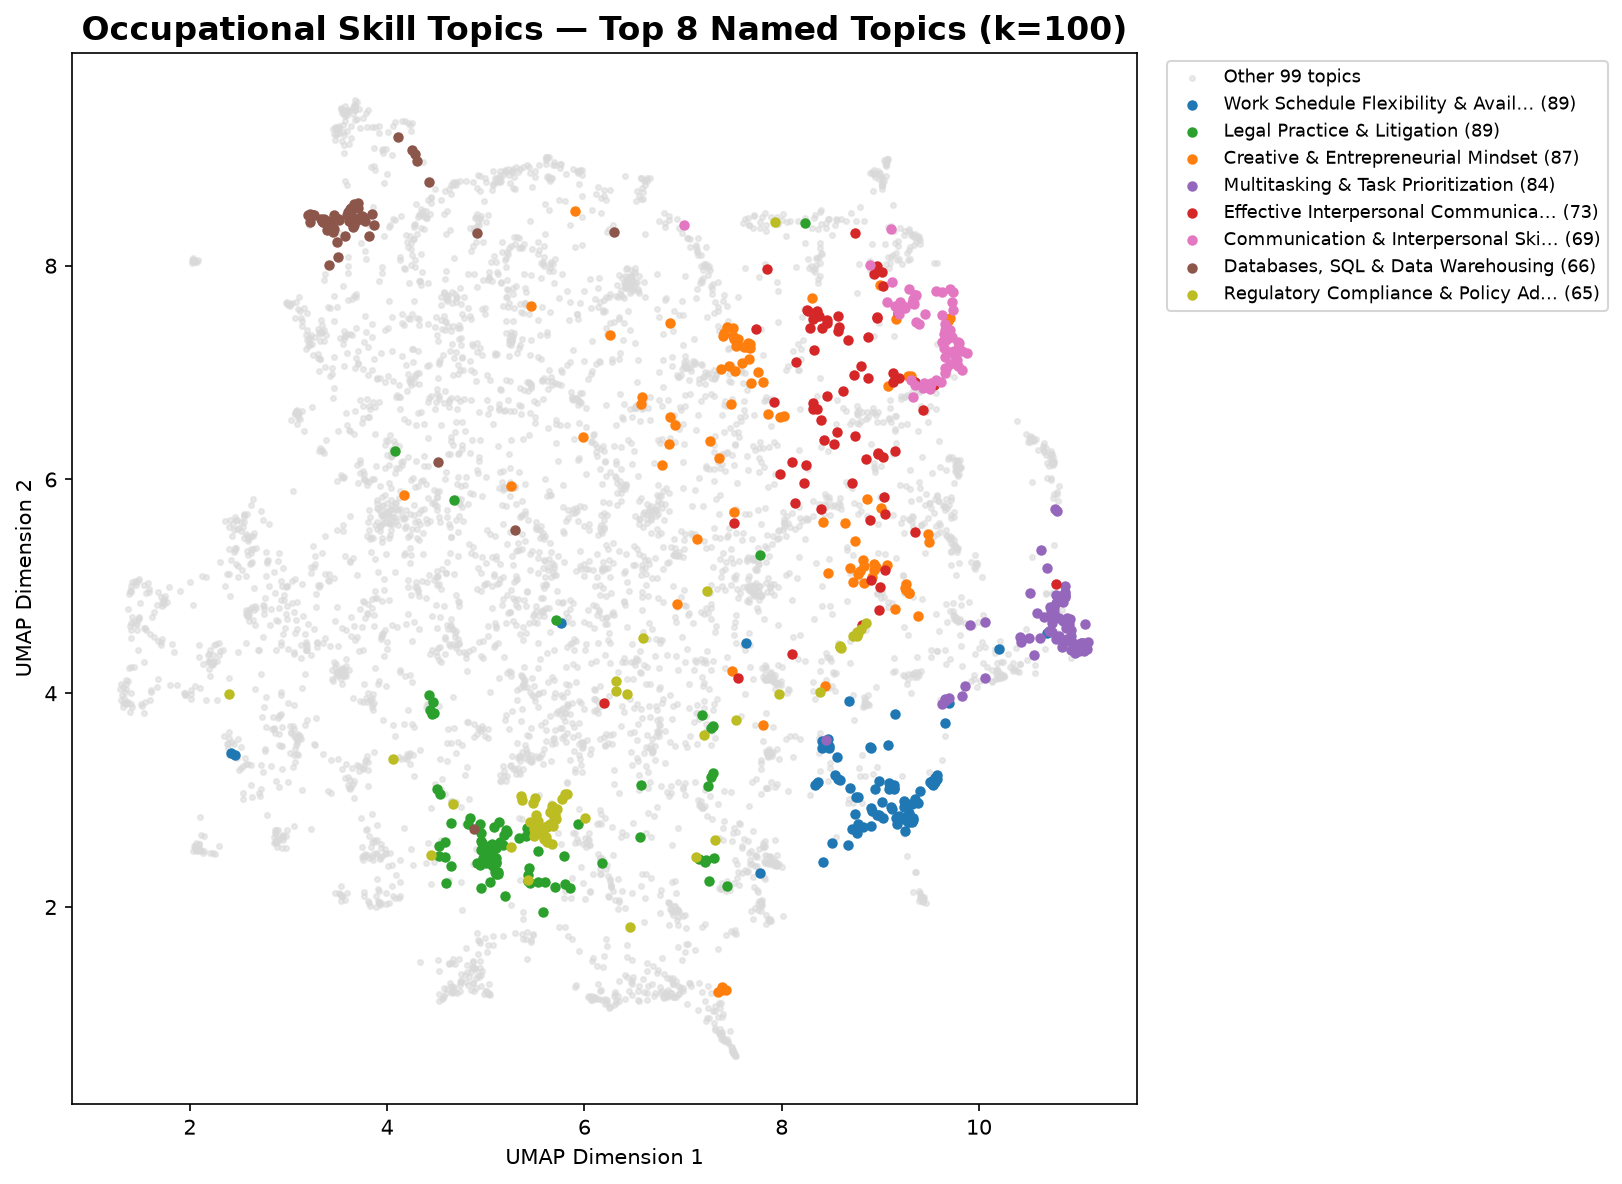 Occupational Skill Topics — Top 8 Named Topics (k=100)
Other 99 topics
Work Schedule Flexibility & Avail... (89)
Legal Practice & Litigation (89)
Creative & Entrepreneurial Mindset (87)
Multitasking & Task Prioritization (84)
Effective Interpersonal Communica... (73)
Communication & Interpersonal Ski... (69)
Databases, SQL & Data Warehousing (66)
Regulatory Compliance & Policy Ad... (65)
UMAP Dimension 2
8
6
4
2
2 4 6 8 10
UMAP Dimension 1